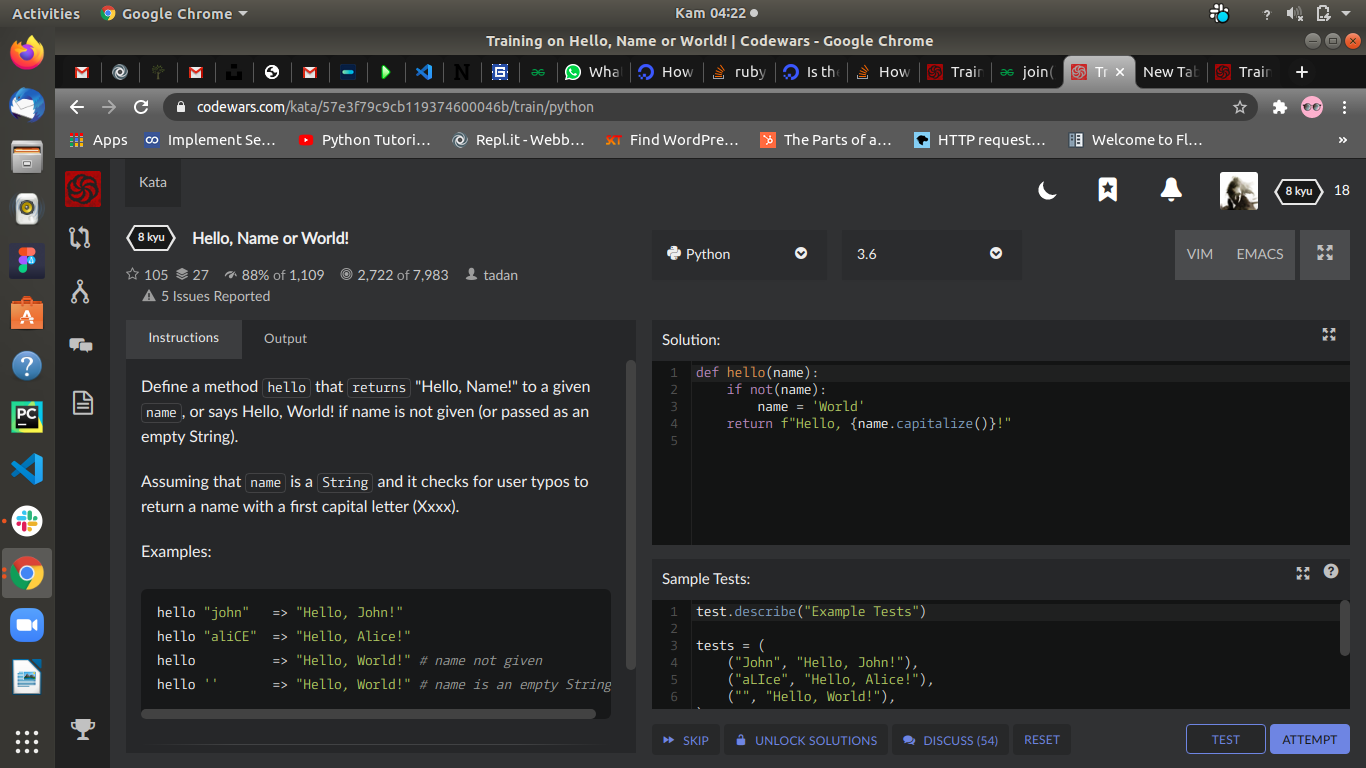 Activities
Google Chrome
Kam 04:22
Training on Hello, Name or World! | Codewars - Google Chrome
What
How
ruby
Is the
How
Train
join(
Tr
New Tab
Train
codewars.com/kata/57e3f79c9cb119374600046b/train/python
Apps
Implement Se...
Python Tutori...
Repl.it - Webb...
Find WordPre...
The Parts of a...
HTTP request...
Welcome to Fl...
»
Kata
8 kyu
18
8 kyu
Hello, Name or World!
Python
3.6
VIM
EMACS
105
27
88% of 1,109
2,722 of 7,983
tadan
5 Issues Reported
Instructions
Output
Define a method hello that returns "Hello, Name!" to a given
name , or says Hello, World! if name is not given (or passed as an
empty String).
Assuming that name is a String and it checks for user typos to
return a name with a first capital letter (Xxxx).
Examples:
hello "john" => "Hello, John!"
hello "aliCE" => "Hello, Alice!"
hello => "Hello, World!" # name not given
hello '' => "Hello, World!" # name is an empty String
Solution:
1 def hello(name):
2 if not(name):
3 name = 'World'
4 return f"Hello, {name.capitalize()}!"
5
Sample Tests:
1 test.describe("Example Tests")
2
3 tests = (
4 ("John", "Hello, John!"),
5 ("aLIce", "Hello, Alice!"),
6 ("", "Hello, World!"),
SKIP
UNLOCK SOLUTIONS
DISCUSS (54)
RESET
TEST
ATTEMPT